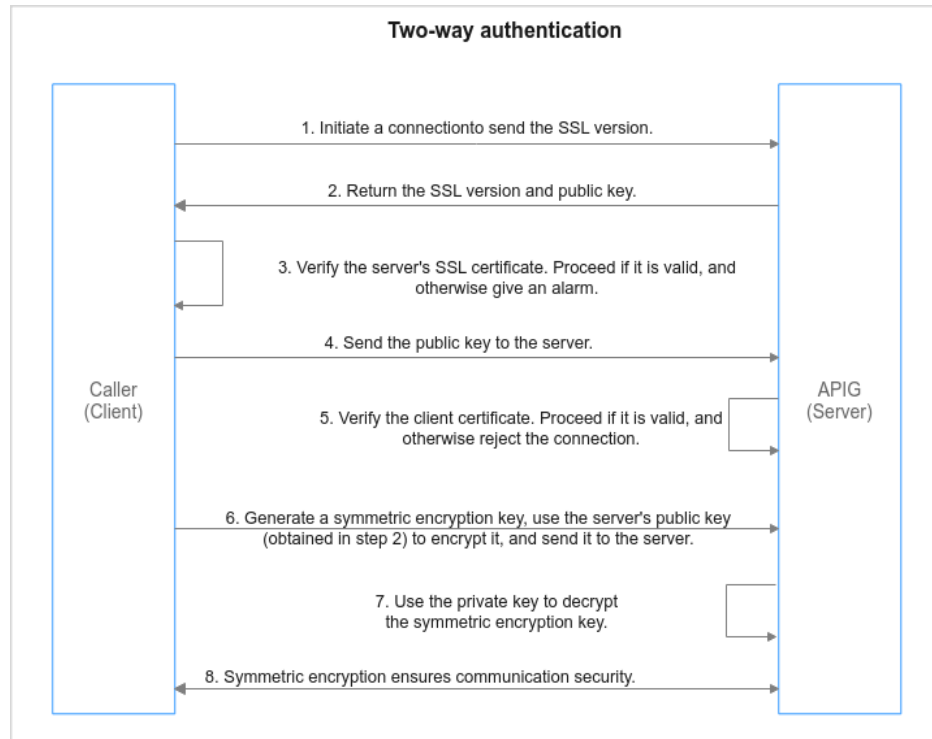 Two-way authentication
1. Initiate a connectionto send the SSL version.
2. Return the SSL version and public key.
3. Verify the server's SSL certificate. Proceed if it is valid, and
otherwise give an alarm.
4. Send the public key to the server.
Caller
(Client)
APIG
(Server)
5. Verify the client certificate. Proceed if it is valid, and
otherwise reject the connection.
6. Generate a symmetric encryption key, use the server's public key
(obtained in step 2) to encrypt it, and send it to the server.
7. Use the private key to decrypt
the symmetric encryption key.
8. Symmetric encryption ensures communication security.